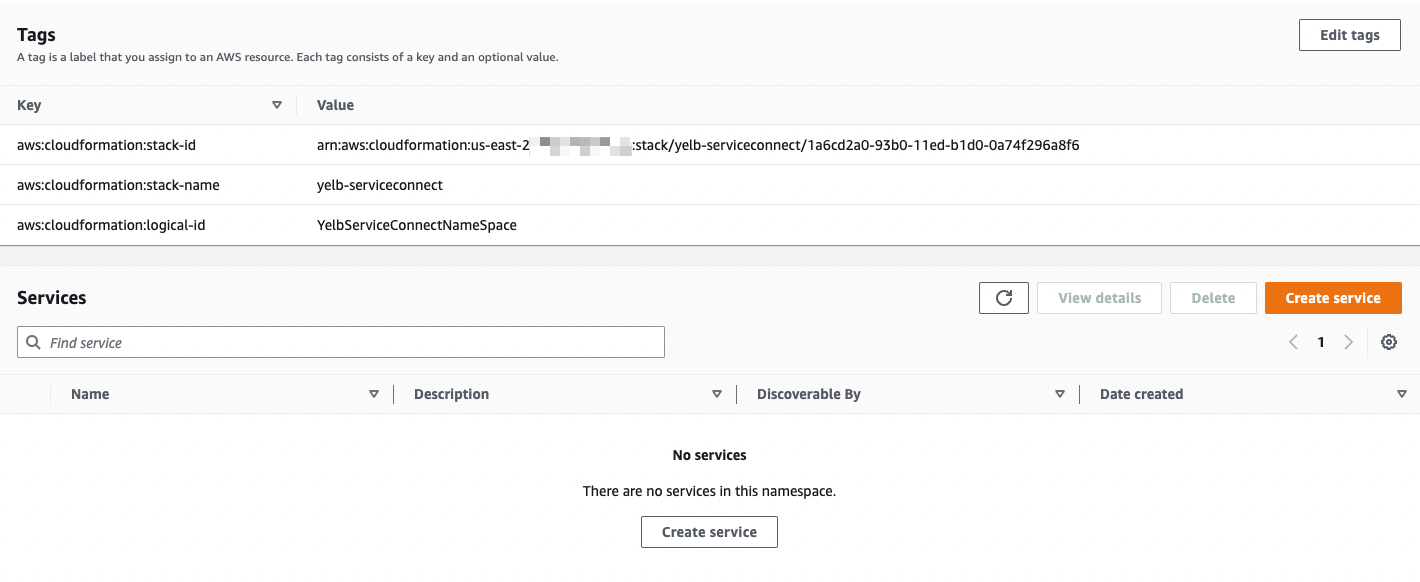 Tags
Edit tags
A tag is a label that you assign to an AWS resource. Each tag consists of a key and an optional value.
Key Value
aws:cloudformation:stack-id arn:aws:cloudformation:us-east-2 :stack/yelb-serviceconnect/1a6cd2a0-93b0-11ed-b1d0-0a74f296a8f6
aws:cloudformation:stack-name yelb-serviceconnect
aws:cloudformation:logical-id YelbServiceConnectNameSpace
Services
View details Delete Create service
Find service
1
Name Description Discoverable By Date created
No services
There are no services in this namespace.
Create service